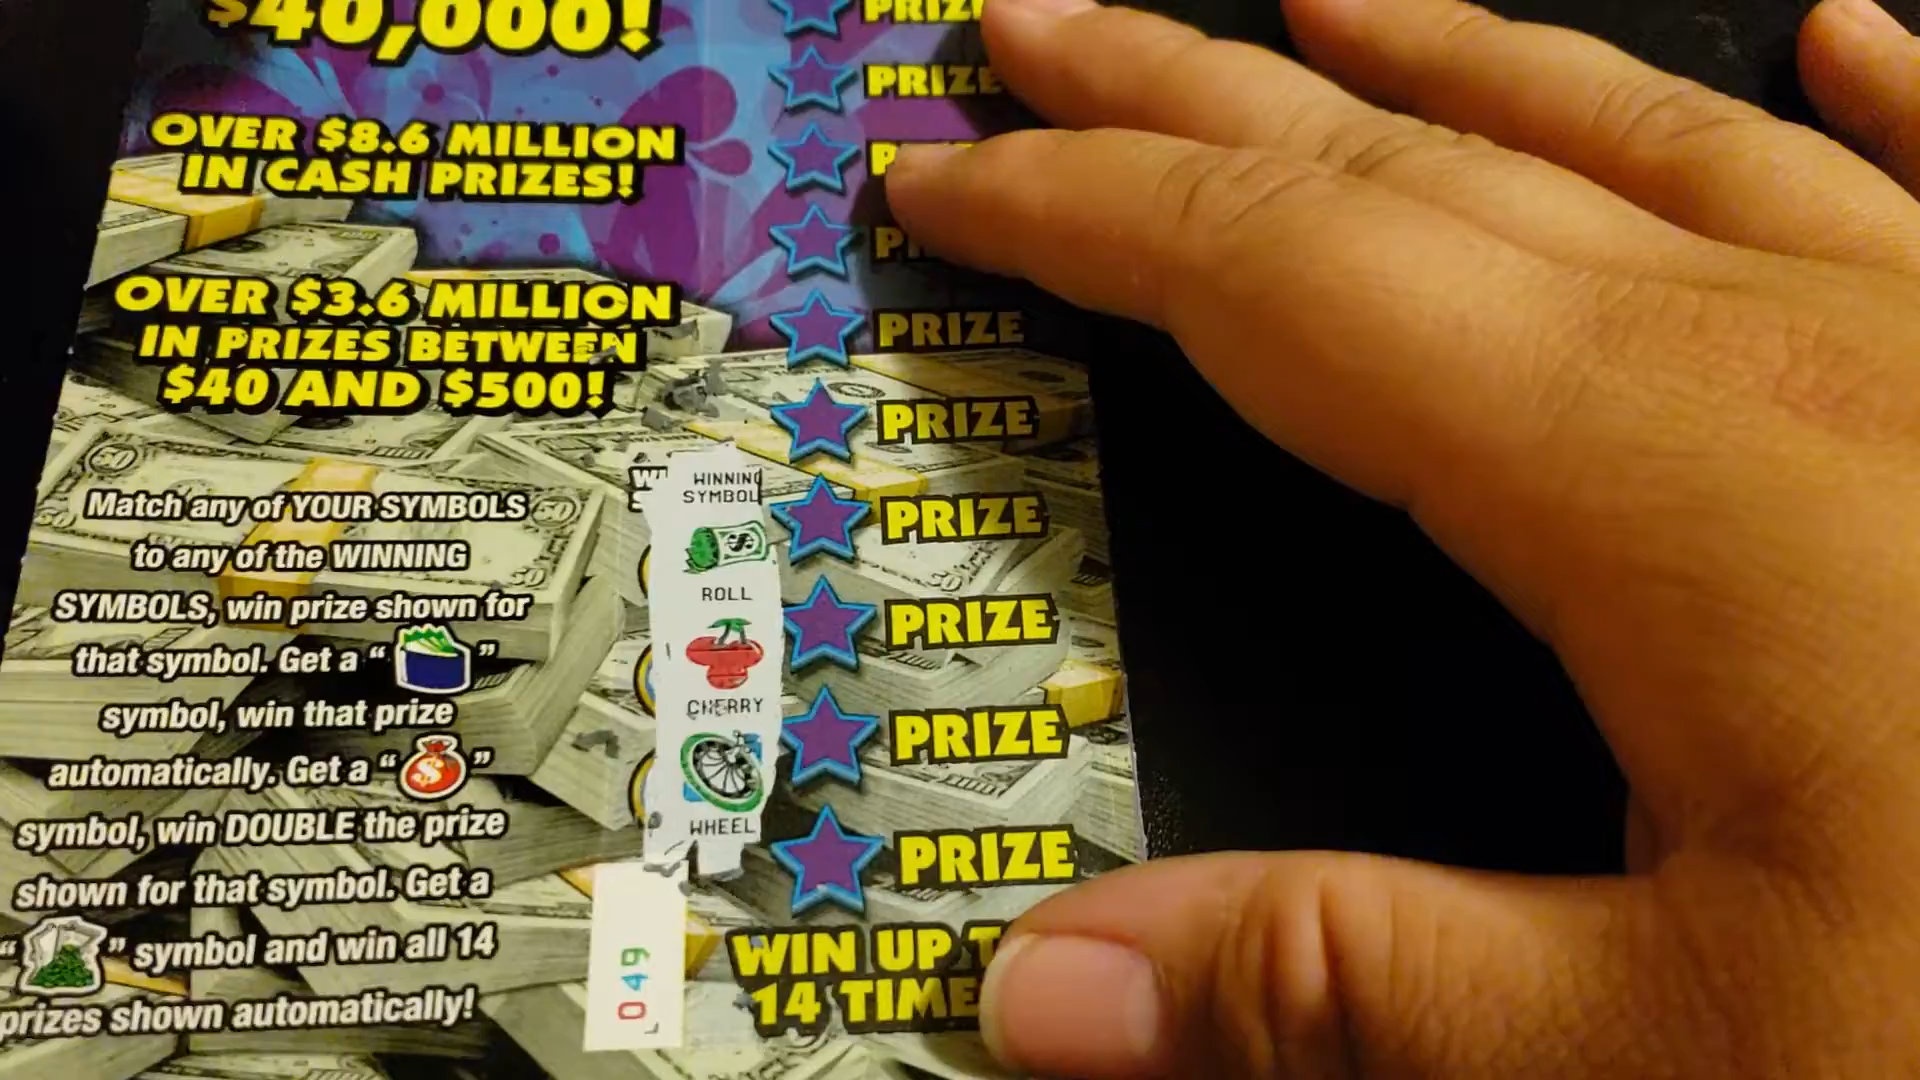 $40,000!
OVER $8.6 MILLION
IN CASH PRIZES!
OVER $3.6 MILLION
IN PRIZES BETWEEN
$40 AND $500!
Match any of YOUR SYMBOLS
to any of the WINNING
SYMBOLS, win prize shown for
that symbol. Get a “ ”
symbol, win that prize
automatically. Get a “ ”
symbol, win DOUBLE the prize
shown for that symbol. Get a
“ ” symbol and win all 14
prizes shown automatically!
WINNING
SYMBOL
ROLL
CHERRY
WHEEL
049
PRIZE
PRIZE
PRIZE
PRIZE
PRIZE
PRIZE
PRIZE
PRIZE
WIN UP
14 TIME